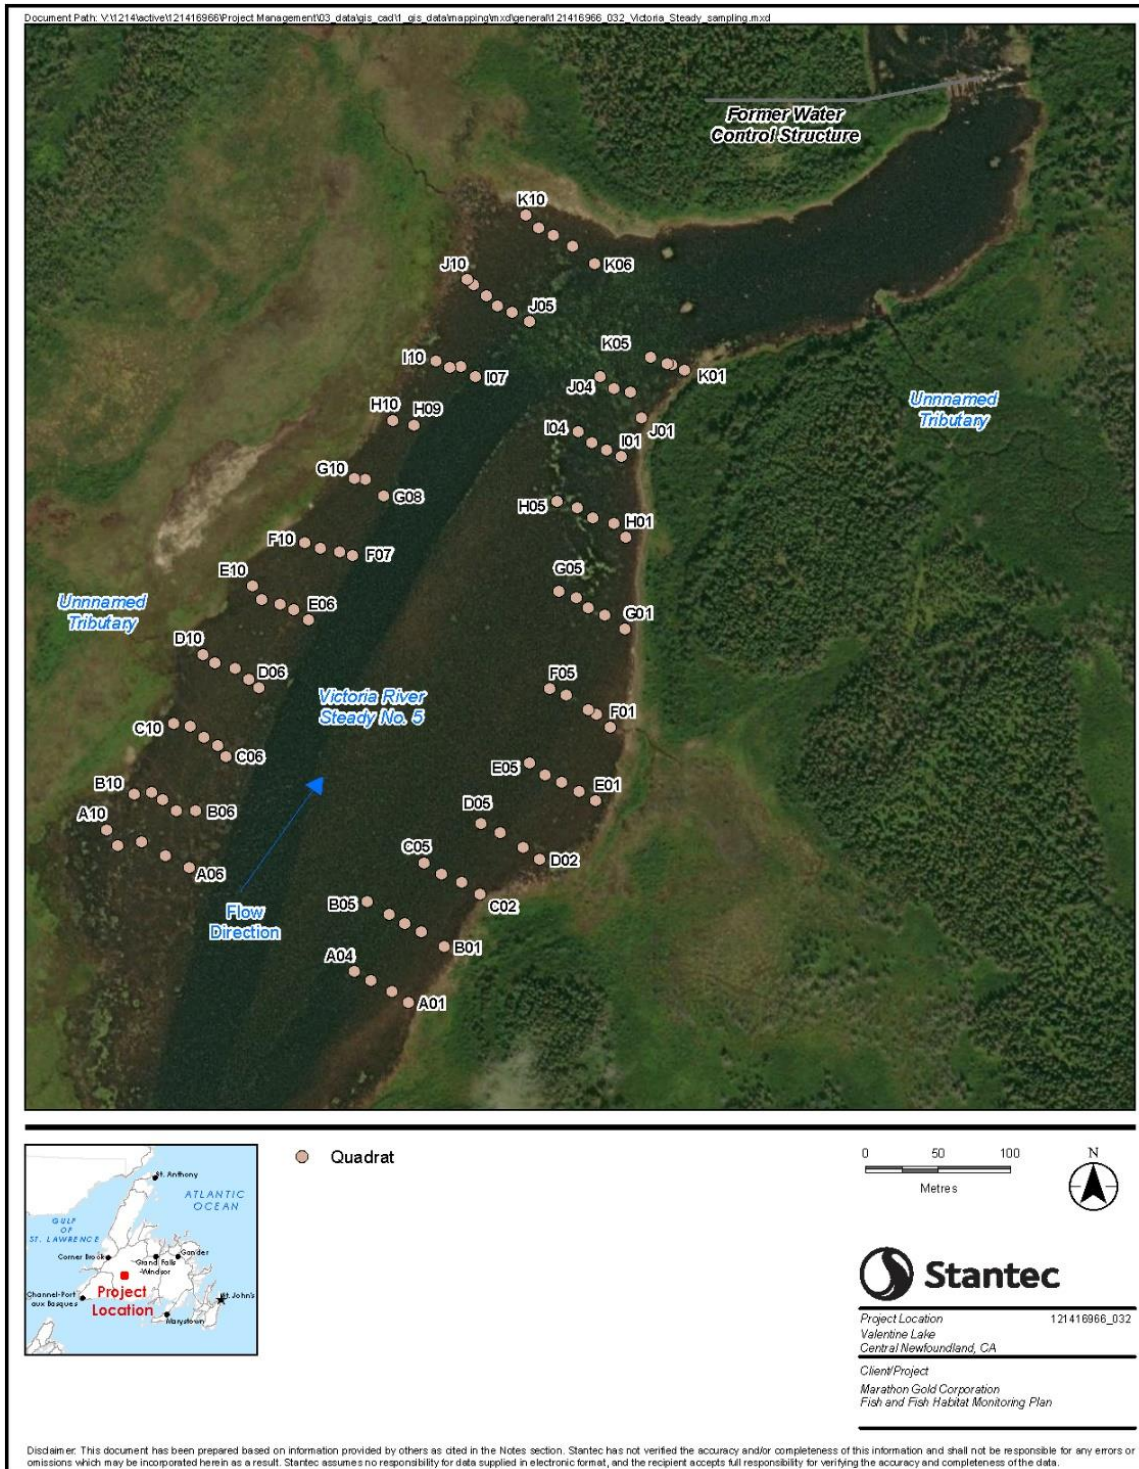 Document Path: V:\1214\active\121416966\Project Management\03_data\gis_cad\1_gis_data\mapping\mxd\general\121416966_032_Victoria_Steady_sampling.mxd
Former Water
Control Structure
K10
K06
J10
J05
K05
K01
I10
I07
J04
J01
Unnnamed
Tributary
H10
H09
I04
I01
G10
G08
H05
H01
F10
F07
G05
G01
E10
E06
Unnnamed
Tributary
D10
D06
F05
F01
Victoria River
Steady No. 5
C10
C06
E05
E01
B10
B06
D05
D02
A10
A06
C05
C02
Flow
Direction
B05
B01
A04
A01
St. Anthony
ATLANTIC
OCEAN
GULF
OF
ST. LAWRENCE
Corner Brook
Grand Falls
-Windsor
Gander
Project
Location
Channel-Port
aux Basques
St. John's
Marystown
Quadrat
0 50 100
Metres
N
Stantec
Project Location 121416966_032
Valentine Lake
Central Newfoundland, CA
Client/Project
Marathon Gold Corporation
Fish and Fish Habitat Monitoring Plan
Disclaimer: This document has been prepared based on information provided by others as cited in the Notes section. Stantec has not verified the accuracy and/or completeness of this information and shall not be responsible for any errors or
omissions which may be incorporated herein as a result. Stantec assumes no responsibility for data supplied in electronic format, and the recipient accepts full responsibility for verifying the accuracy and completeness of the data.